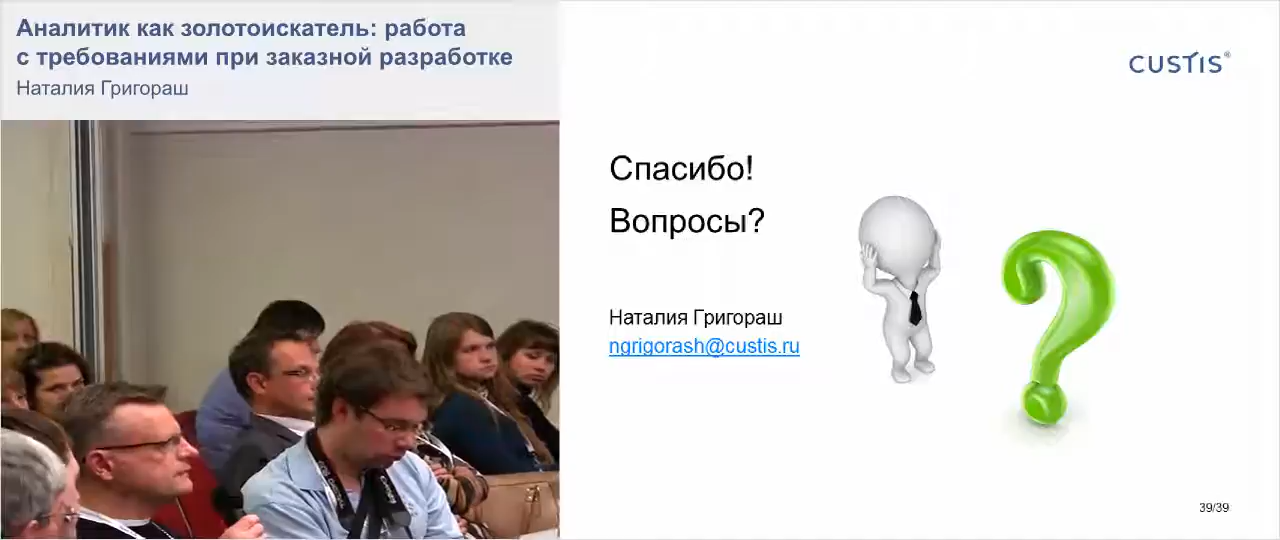 Аналитик как золотоискатель: работа
с требованиями при заказной разработке
Наталия Григораш
CUSTIS®
Спасибо!
Вопросы?
Наталия Григораш
ngrigorash@custis.ru
39/39